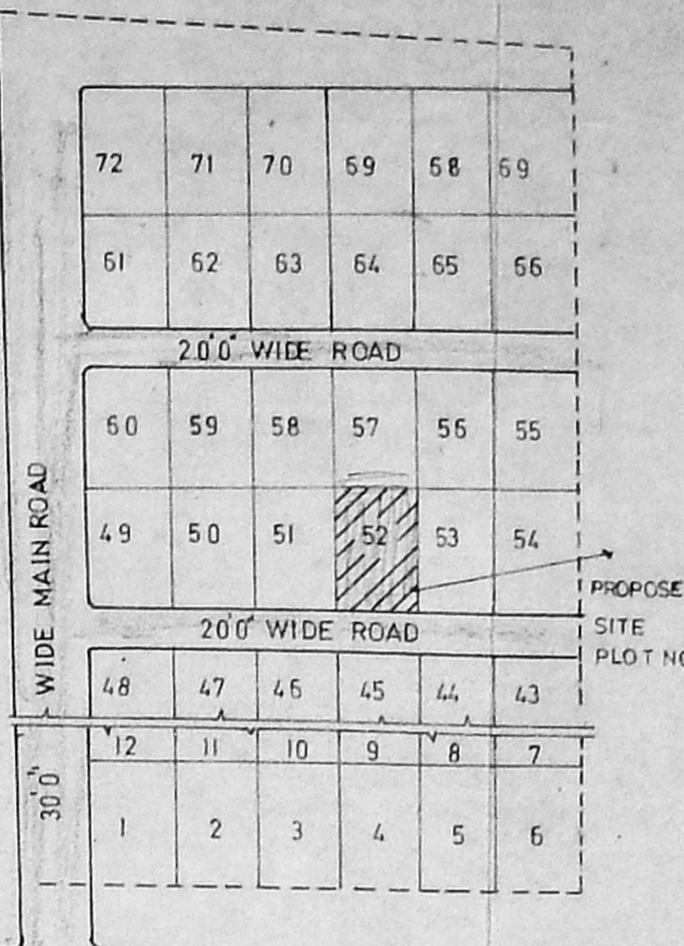 72 71 70 69 68 69
61 62 63 64 65 66
20'0" WIDE ROAD
60 59 58 57 56 55
49 50 51 52 53 54
PROPOSE
SITE
PLOT NO
20'0" WIDE ROAD
48 47 46 45 44 43
12 11 10 9 8 7
1 2 3 4 5 6
30'0" WIDE MAIN ROAD